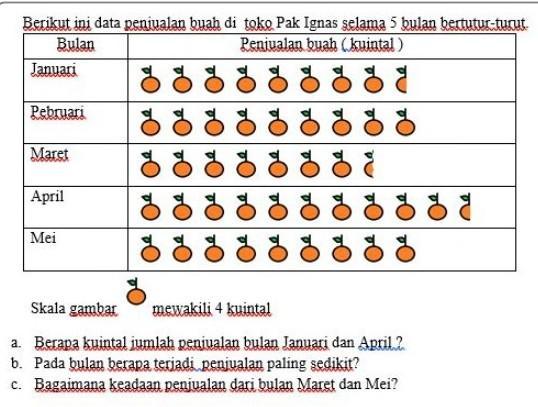 Berikut ini data penjualan buah di toko Pak Ignas selama 5 bulan bertutur-turut.
Bulan Penjualan buah ( kuintal )
Januari
Pebruari
Maret
April
Mei
Skala gambar mewakili 4 kuintal
a. Berapa kuintal jumlah penjualan bulan Januari dan April ?
b. Pada bulan berapa terjadi penjualan paling sedikit?
c. Bagaimana keadaan penjualan dari bulan Maret dan Mei?